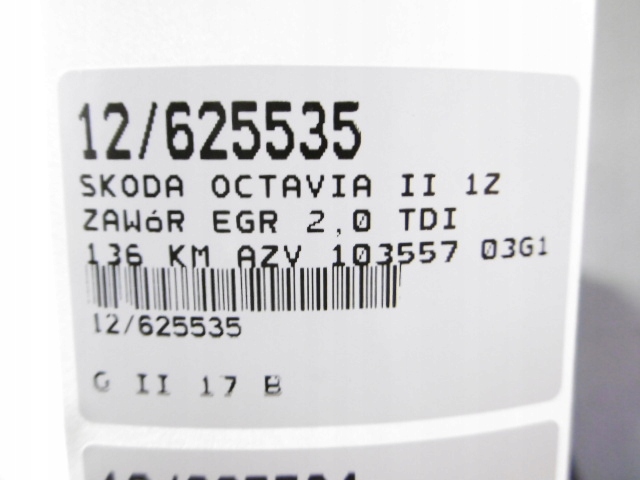 12/625535
SKODA OCTAVIA II 1Z
ZAWóR EGR 2,0 TDI
136 KM AZV 103557 03G1
12/625535
G II 17 B